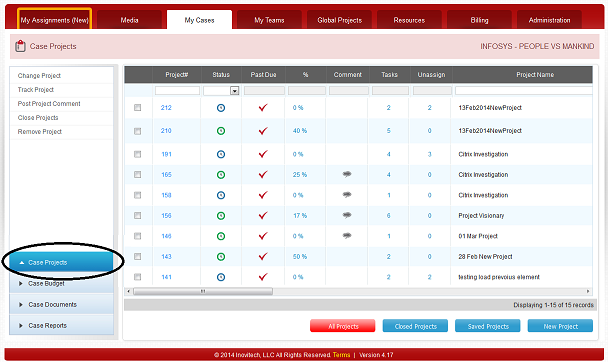 My Assignments (New) Media My Cases My Teams Global Projects Resources Billing Administration
Case Projects INFOSYS - PEOPLE VS MANKIND
Change Project
Track Project
Post Project Comment
Close Projects
Remove Project
Case Projects
Case Budget
Case Documents
Case Reports
Project# Status Past Due % Comment Tasks Unassign Project Name
212 0 % 2 2 13Feb2014NewProject
210 40 % 5 0 13Feb2014NewProject
191 0 % 4 3 Citrix Investigation
165 25 % 4 0 Citrix Investigation
158 0 % 1 0 Citrix Investigation
156 17 % 6 0 Project Visionary
146 0 % 1 0 01 Mar Project
143 50 % 2 0 28 Feb New Project
141 0 % 2 2 testing load prevoius element
Displaying 1-15 of 15 records
All Projects Closed Projects Saved Projects New Project
© 2014 Inovitech, LLC All Rights Reserved Terms | Version 4.17